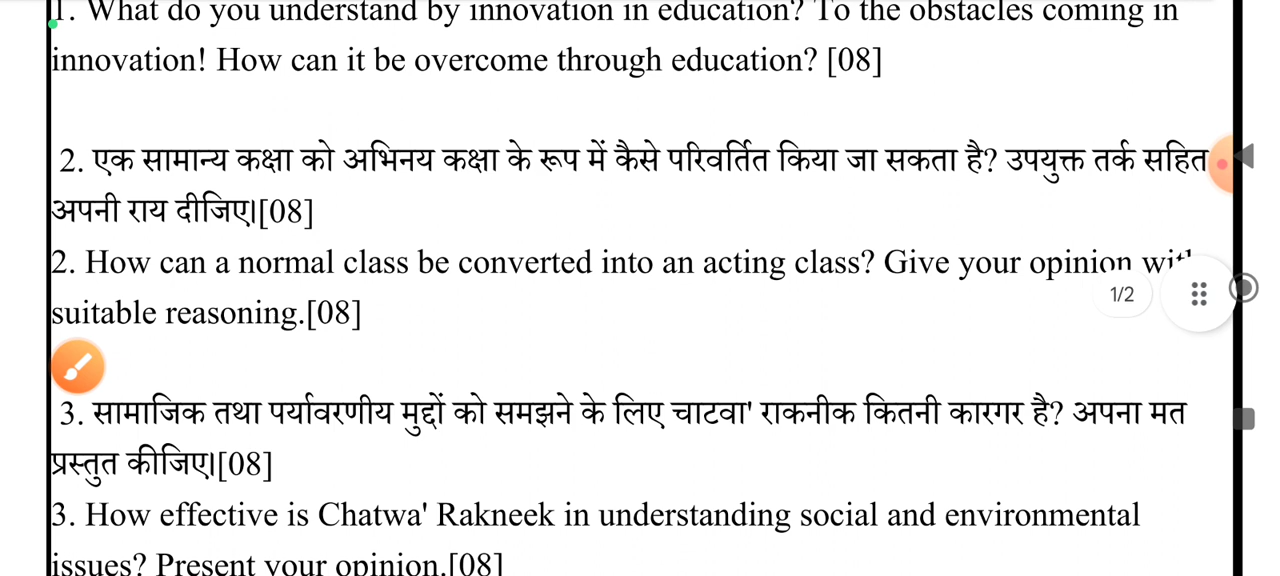 1. What do you understand by innovation in education? To the obstacles coming in
innovation! How can it be overcome through education? [08]
2. एक सामान्य कक्षा को अभिनय कक्षा के रूप में कैसे परिवर्तित किया जा सकता है? उपयुक्त तर्क सहित
अपनी राय दीजिए।[08]
2. How can a normal class be converted into an acting class? Give your opinion
suitable reasoning.[08]
1/2
3. सामाजिक तथा पर्यावरणीय मुद्दों को समझने के लिए चाटवा' राकनीक कितनी कारगर है? अपना मत
प्रस्तुत कीजिए।[08]
3. How effective is Chatwa' Rakneek in understanding social and environmental
issues? Present your opinion.[08]